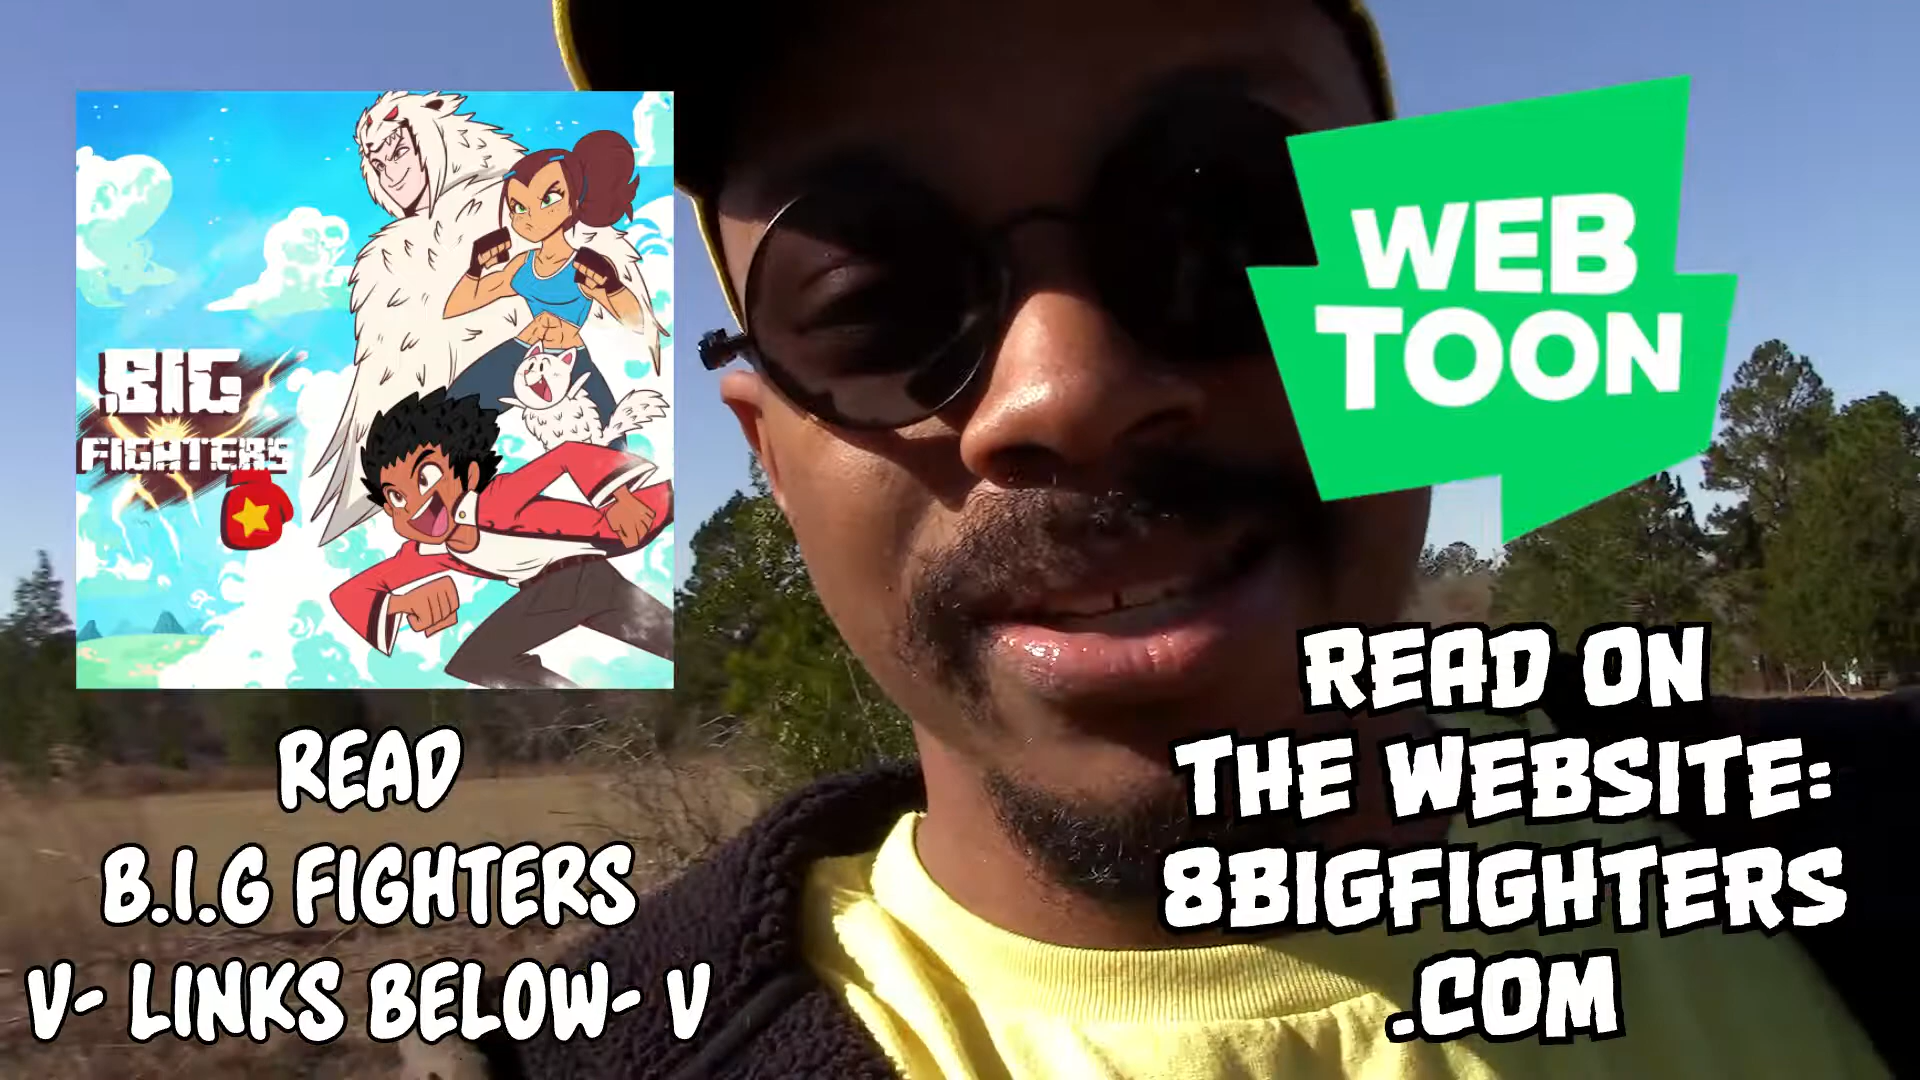 BIG
FIGHTERS
WEB
TOON
READ
B.I.G FIGHTERS
V- LINKS BELOW- V
READ ON
THE WEBSITE:
8BIGFIGHTERS
.COM